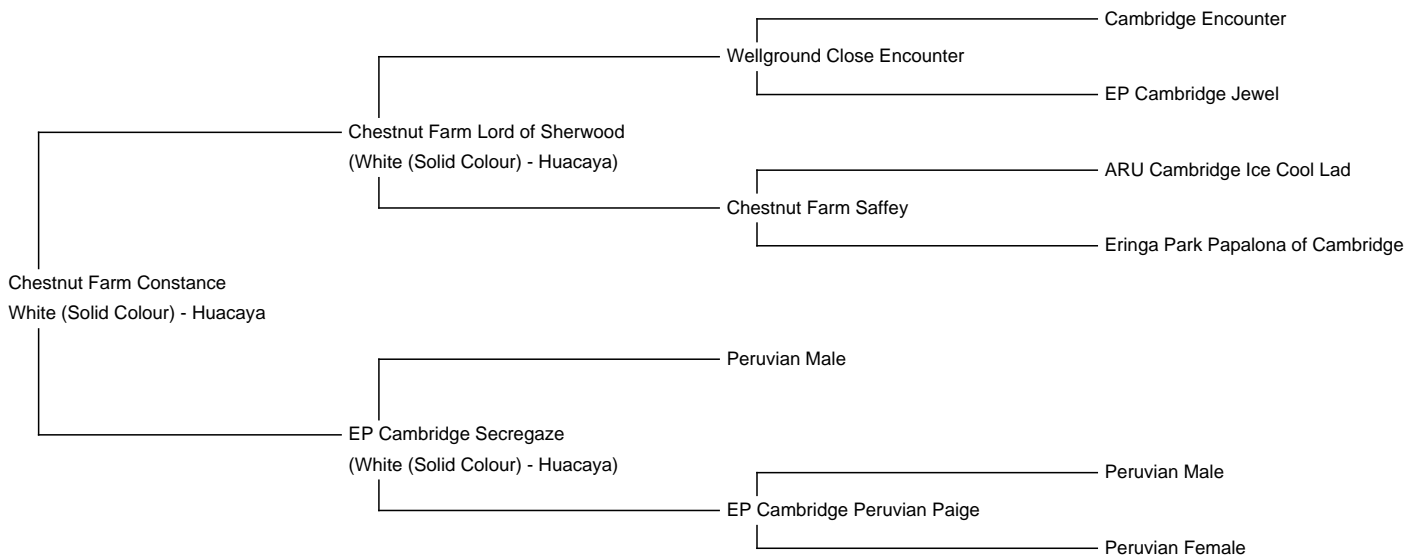 Cambridge Encounter
Wellground Close Encounter
EP Cambridge Jewel
Chestnut Farm Lord of Sherwood
(White (Solid Colour) - Huacaya)
ARU Cambridge Ice Cool Lad
Chestnut Farm Saffey
Eringa Park Papalona of Cambridge
Chestnut Farm Constance
White (Solid Colour) - Huacaya
Peruvian Male
EP Cambridge Secregaze
(White (Solid Colour) - Huacaya)
Peruvian Male
EP Cambridge Peruvian Paige
Peruvian Female